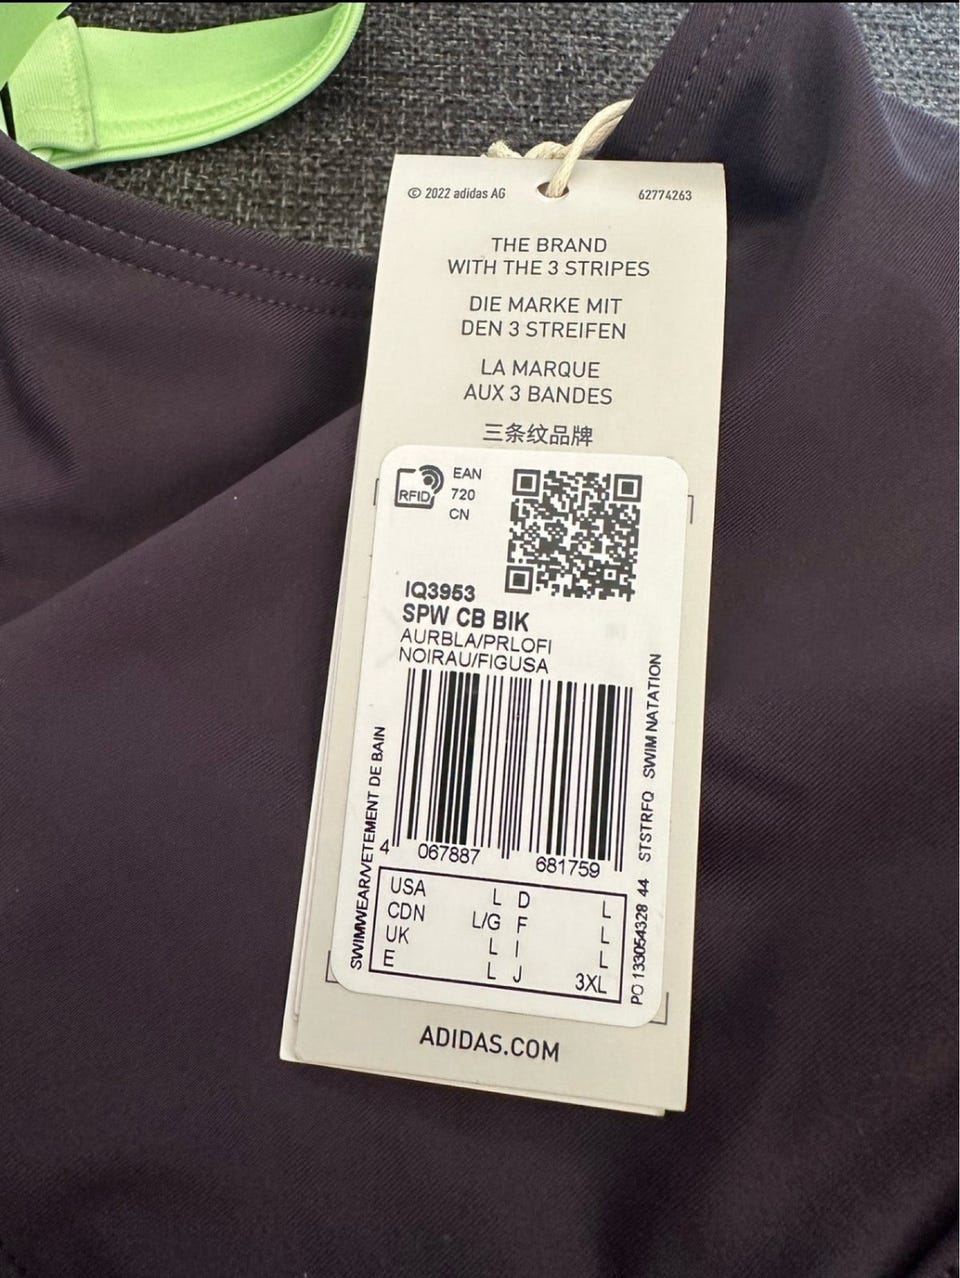 © 2022 adidas AG
62774263
THE BRAND
WITH THE 3 STRIPES
DIE MARKE MIT
DEN 3 STREIFEN
LA MARQUE
AUX 3 BANDES
三条纹品牌
RFID
EAN
720
CN
IQ3953
SPW CB BIK
AURBLA/PRLOFI
NOIRAU/FIGUSA
SWIMWEAR/VETEMENT DE BAIN
4 067887 681759
PO 133054328 44 STSTRFQ SWIM NATATION
USA L D L
CDN L/G F L
UK L I L
E L J 3XL
ADIDAS.COM